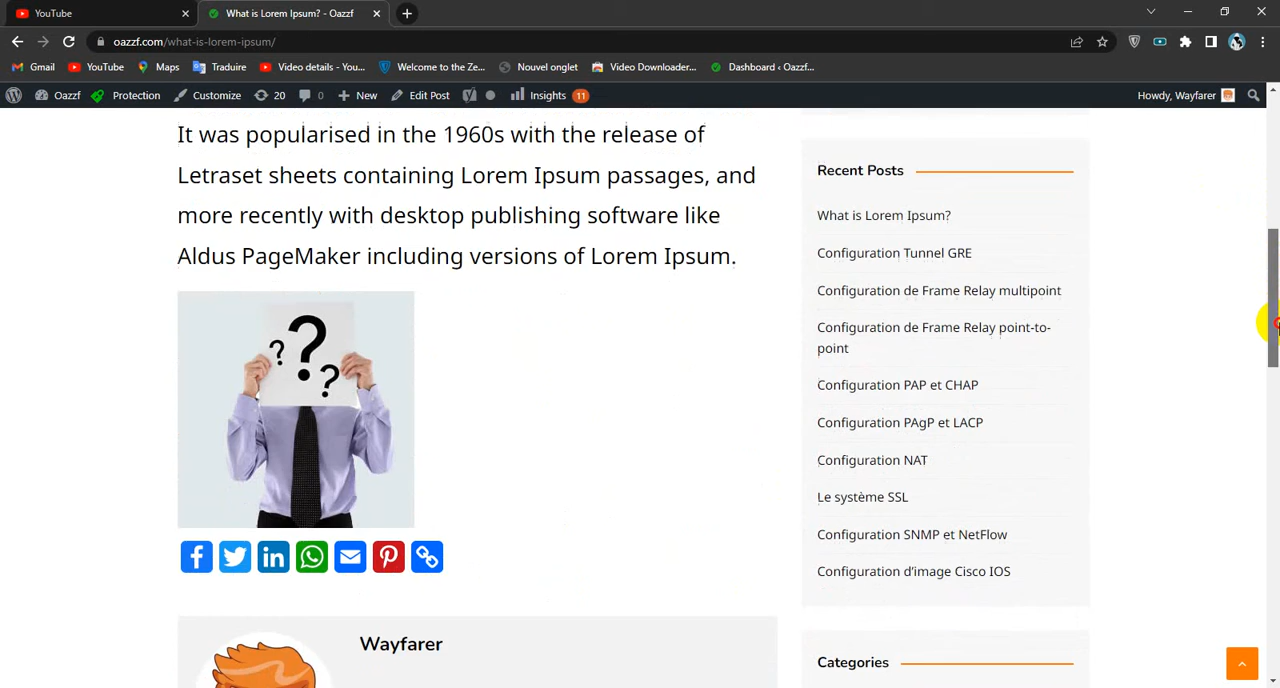 YouTube
What is Lorem Ipsum? - Oazzf
oazzf.com/what-is-lorem-ipsum/
Gmail
YouTube
Maps
Traduire
Video details - You...
Welcome to the Ze...
Nouvel onglet
Video Downloader...
Dashboard ‹ Oazzf...
Oazzf
Protection
Customize
20
0
New
Edit Post
Insights 11
Howdy, Wayfarer
It was popularised in the 1960s with the release of
Letraset sheets containing Lorem Ipsum passages, and
more recently with desktop publishing software like
Aldus PageMaker including versions of Lorem Ipsum.
? ? ?
Wayfarer
Recent Posts
What is Lorem Ipsum?
Configuration Tunnel GRE
Configuration de Frame Relay multipoint
Configuration de Frame Relay point-to-
point
Configuration PAP et CHAP
Configuration PAgP et LACP
Configuration NAT
Le système SSL
Configuration SNMP et NetFlow
Configuration d'image Cisco IOS
Categories